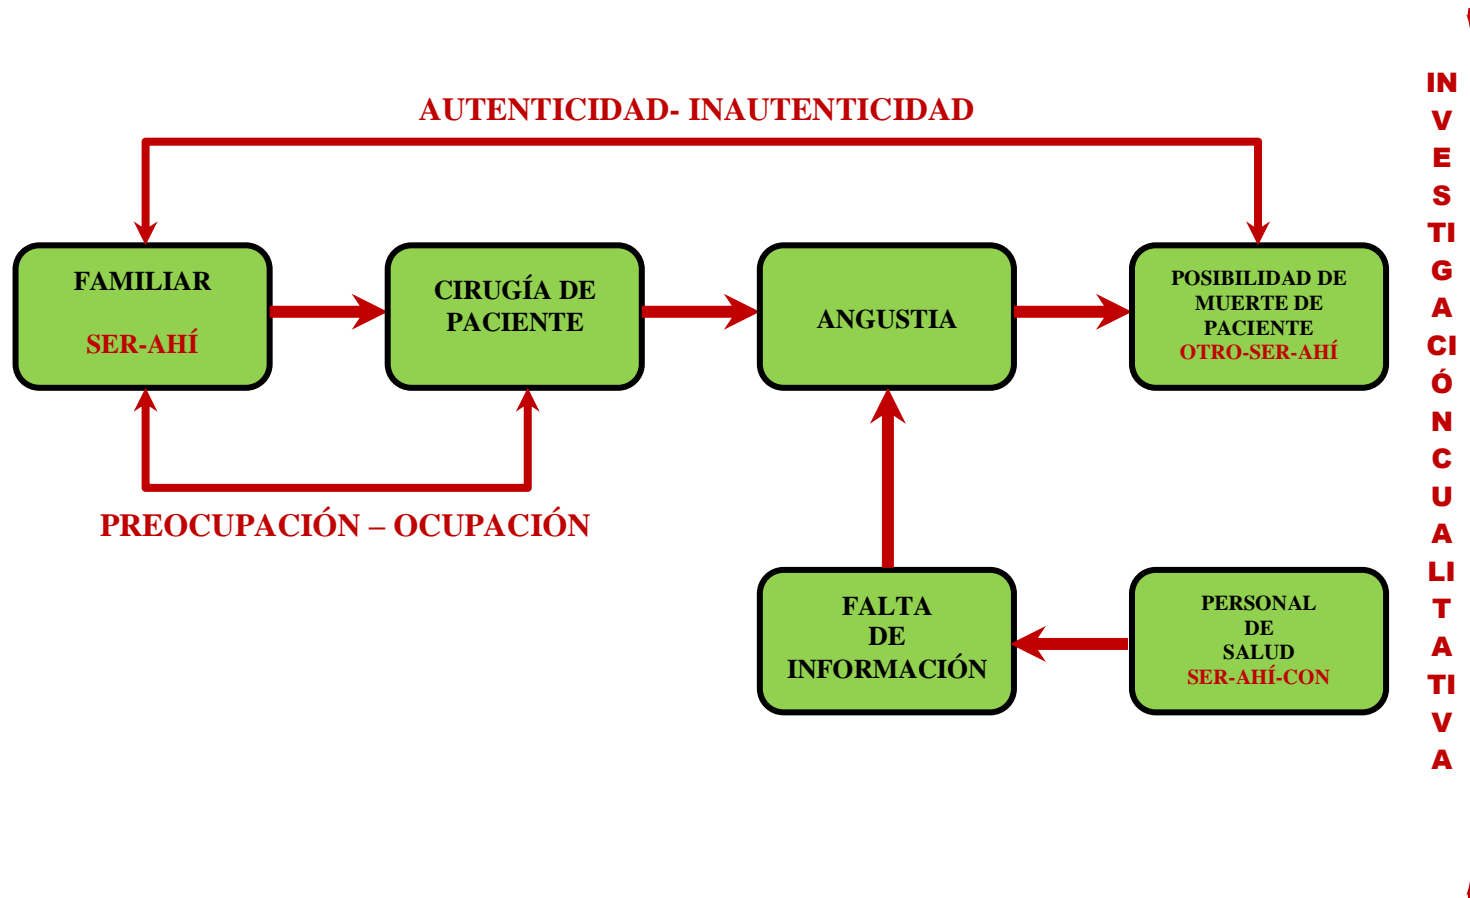 AUTENTICIDAD- INAUTENTICIDAD
FAMILIAR
SER-AHÍ
CIRUGÍA DE
PACIENTE
ANGUSTIA
POSIBILIDAD DE
MUERTE DE
PACIENTE
OTRO-SER-AHÍ
PREOCUPACIÓN – OCUPACIÓN
FALTA
DE
INFORMACIÓN
PERSONAL
DE
SALUD
SER-AHÍ-CON
IN
V
E
S
TI
G
A
CI
Ó
N
C
U
A
LI
T
A
TI
V
A